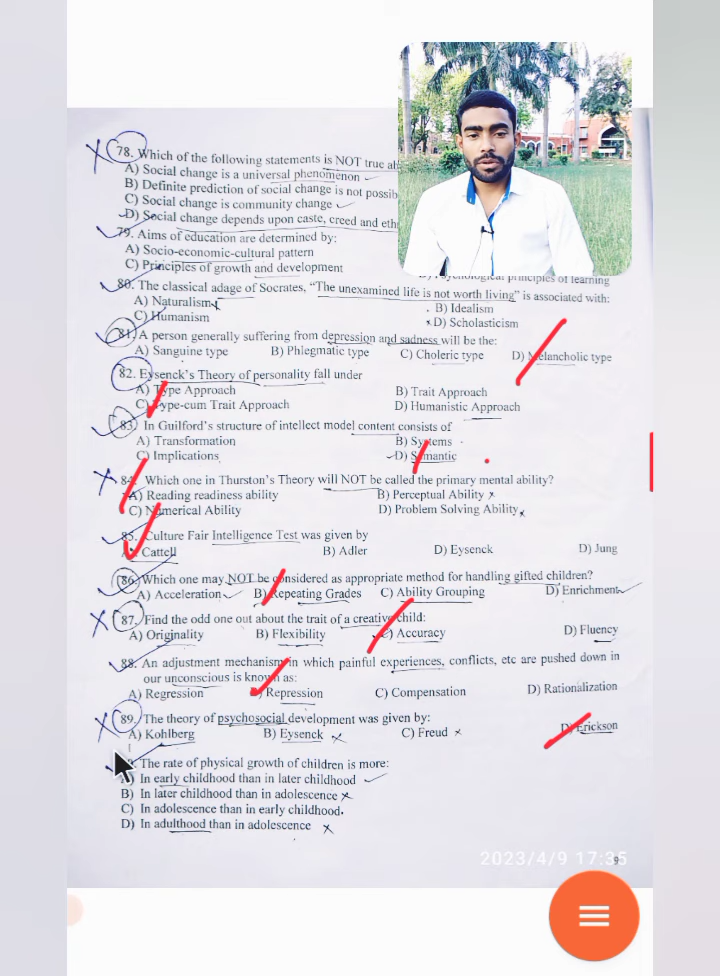 78. Which of the following statements is NOT true
A) Social change is a universal phenomenon
B) Definite prediction of social change is not
C) Social change is community change
D) Social change depends upon caste, creed and
79. Aims of education are determined by:
A) Socio-economic-cultural pattern
C) Principles of growth and development
D) Psychological principles of learning
80. The classical adage of Socrates, “The unexamined life is not worth living” is associated with:
A) Naturalism B) Idealism
C) Humanism D) Scholasticism
81. A person generally suffering from depression and sadness will be the:
A) Sanguine type B) Phlegmatic type C) Choleric type D) Melancholic type
82. Eysenck's Theory of personality fall under
A) Type Approach B) Trait Approach
C) Type-cum Trait Approach D) Humanistic Approach
83. In Guilford's structure of intellect model content consists of
A) Transformation B) Systems
C) Implications D) Semantic
84. Which one in Thurston's Theory will NOT be called the primary mental ability?
A) Reading readiness ability B) Perceptual Ability
C) Numerical Ability D) Problem Solving Ability
85. Culture Fair Intelligence Test was given by
A) Cattell B) Adler D) Eysenck D) Jung
86. Which one may NOT be considered as appropriate method for handling gifted children?
A) Acceleration B) Repeating Grades C) Ability Grouping D) Enrichment
87. Find the odd one out about the trait of a creative child:
A) Originality B) Flexibility C) Accuracy D) Fluency
88. An adjustment mechanism in which painful experiences, conflicts, etc are pushed down in
our unconscious is known as:
A) Regression B) Repression C) Compensation D) Rationalization
89. The theory of psychosocial development was given by:
A) Kohlberg B) Eysenck C) Freud D) Erickson
The rate of physical growth of children is more:
A) In early childhood than in later childhood
B) In later childhood than in adolescence
C) In adolescence than in early childhood.
D) In adulthood than in adolescence
2023/4/9 17:35
9